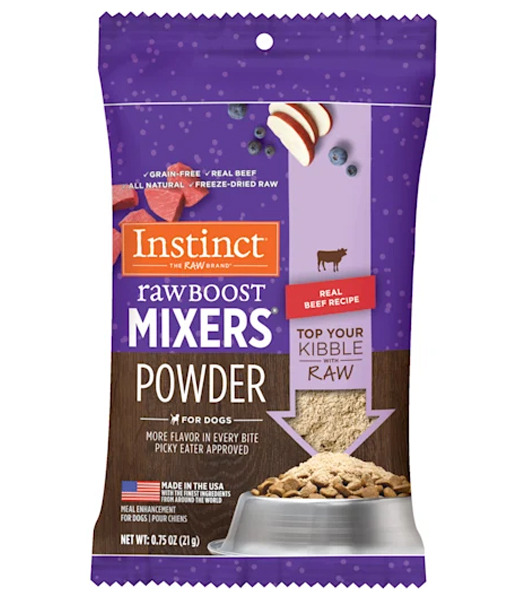 ✓GRAIN-FREE ✓REAL BEEF
✓ALL NATURAL ✓FREEZE-DRIED RAW
Instinct®
THE RAW BRAND®
raw BOOST
MIXERS®
POWDER
FOR DOGS
MORE FLAVOR IN EVERY BITE
PICKY EATER APPROVED
REAL
BEEF RECIPE
TOP YOUR
KIBBLE
WITH
RAW
MADE IN THE USA
WITH THE FINEST INGREDIENTS
FROM AROUND THE WORLD
MEAL ENHANCEMENT
FOR DOGS | POUR CHIENS
NET WT: 0.75 OZ (21 g)